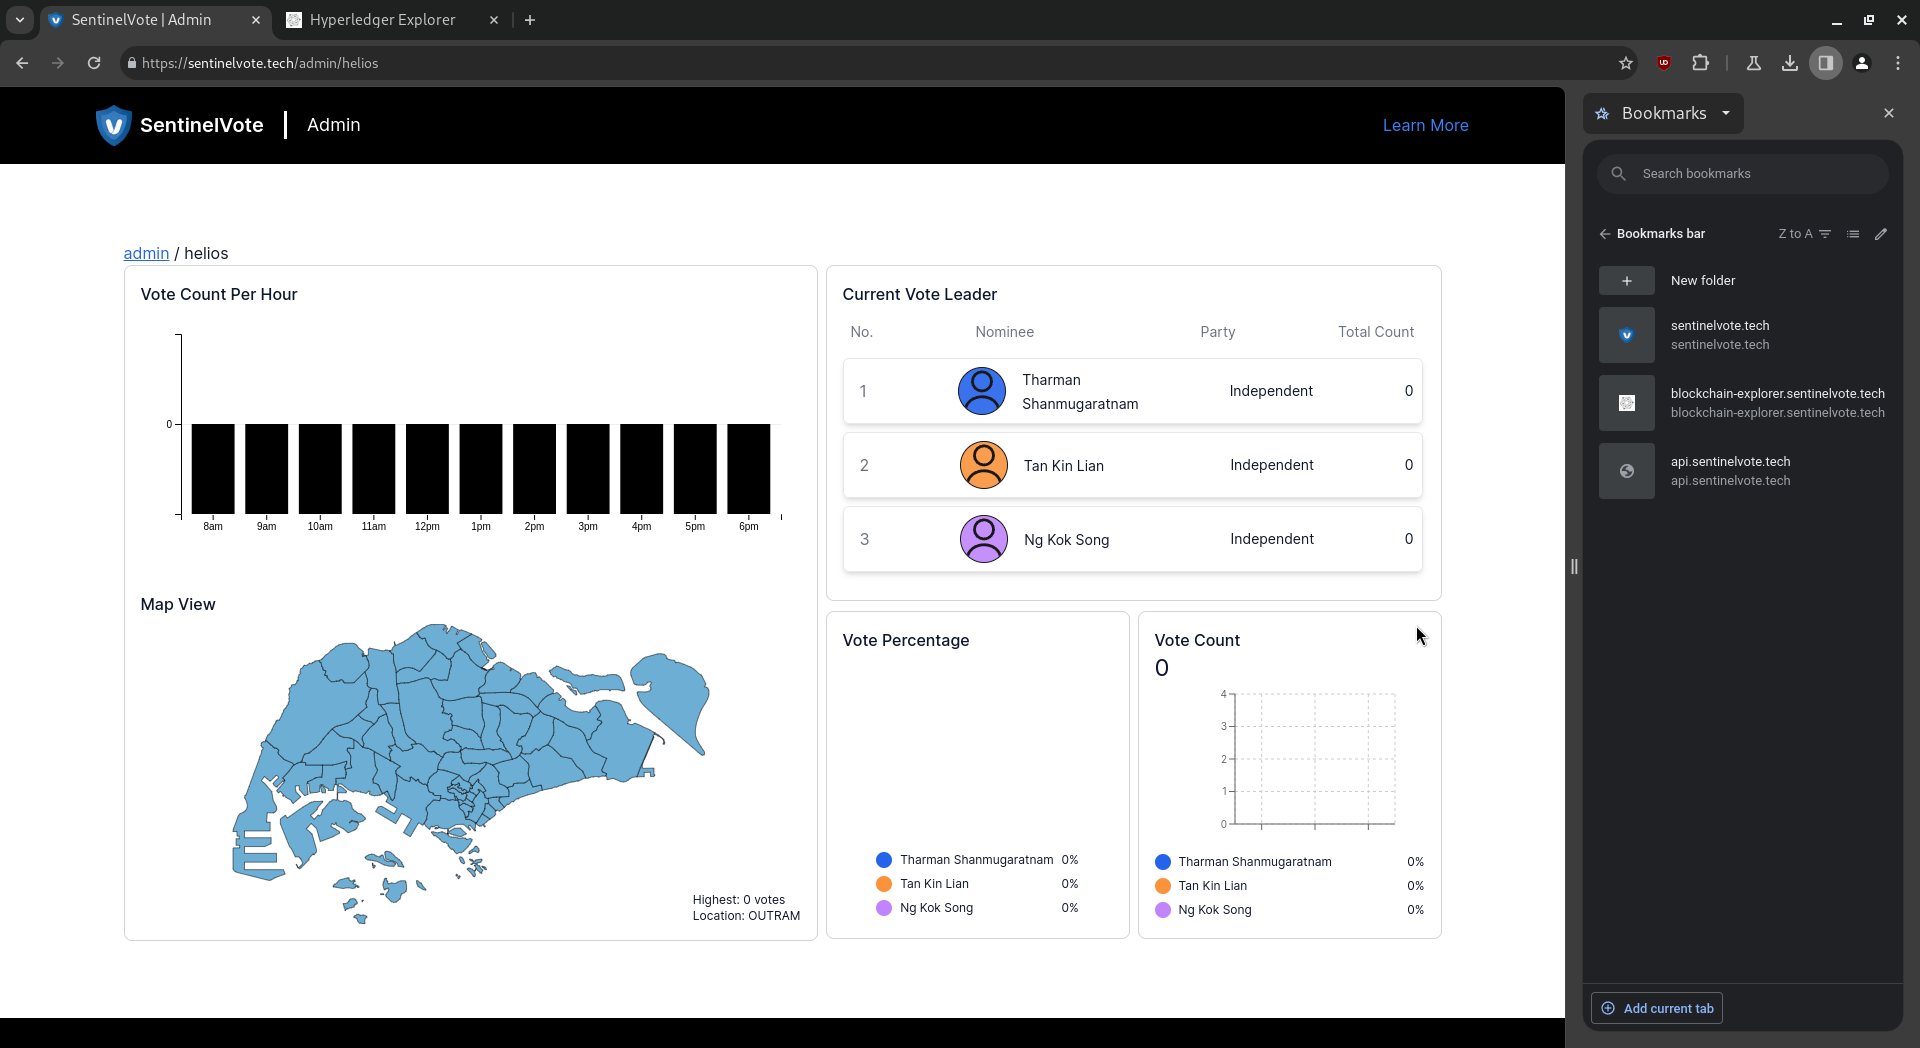 SentinelVote | Admin
Hyperledger Explorer
https://sentinelvote.tech/admin/helios
SentinelVote | Admin
Learn More
admin / helios
Vote Count Per Hour
0
8am 9am 10am 11am 12pm 1pm 2pm 3pm 4pm 5pm 6pm
Map View
Highest: 0 votes
Location: OUTRAM
Current Vote Leader
No. Nominee Party Total Count
1 Tharman Shanmugaratnam Independent 0
2 Tan Kin Lian Independent 0
3 Ng Kok Song Independent 0
Vote Percentage
Tharman Shanmugaratnam 0%
Tan Kin Lian 0%
Ng Kok Song 0%
Vote Count
0
4
3
2
1
0
Tharman Shanmugaratnam 0%
Tan Kin Lian 0%
Ng Kok Song 0%
Bookmarks
Search bookmarks
Bookmarks bar Z to A
New folder
sentinelvote.tech
sentinelvote.tech
blockchain-explorer.sentinelvote.tech
blockchain-explorer.sentinelvote.tech
api.sentinelvote.tech
api.sentinelvote.tech
Add current tab